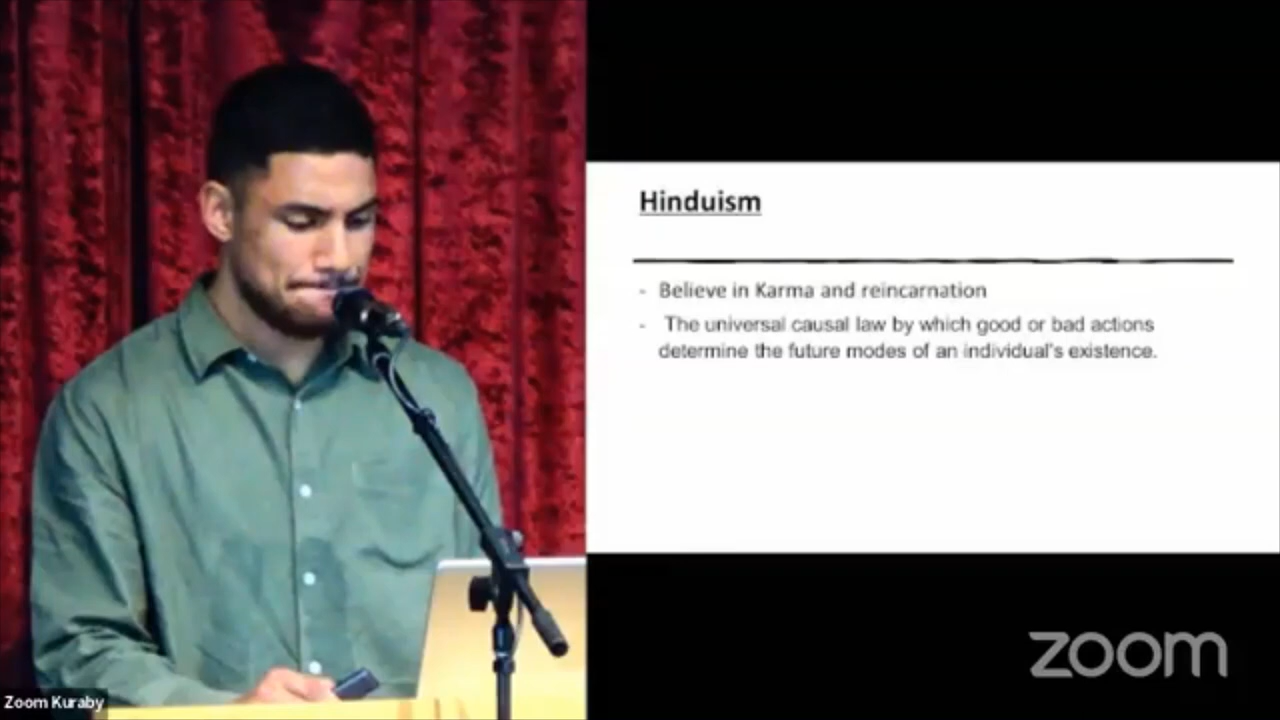 Hinduism
- Believe in Karma and reincarnation
- The universal causal law by which good or bad actions
determine the future modes of an individual's existence.
zoom
Zoom Kuraby